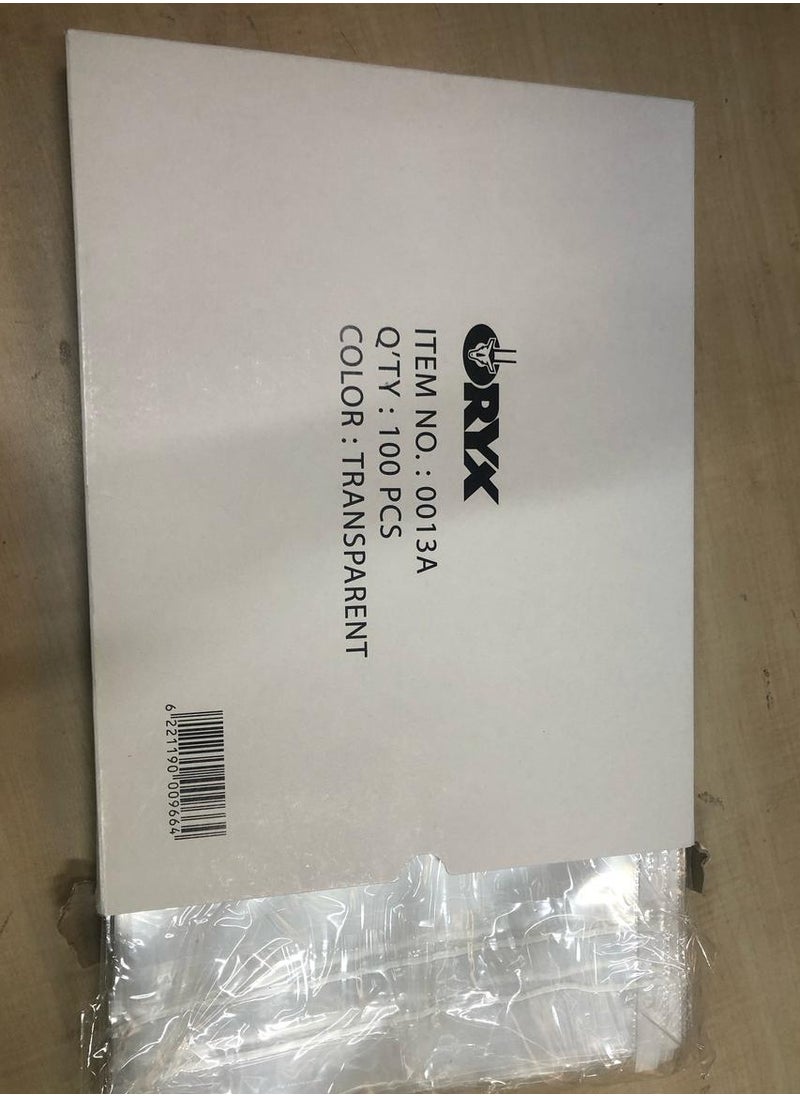 ORYX
ITEM NO. : 0013A
Q'TY : 100 PCS
COLOR : TRANSPARENT
6 221190 009664